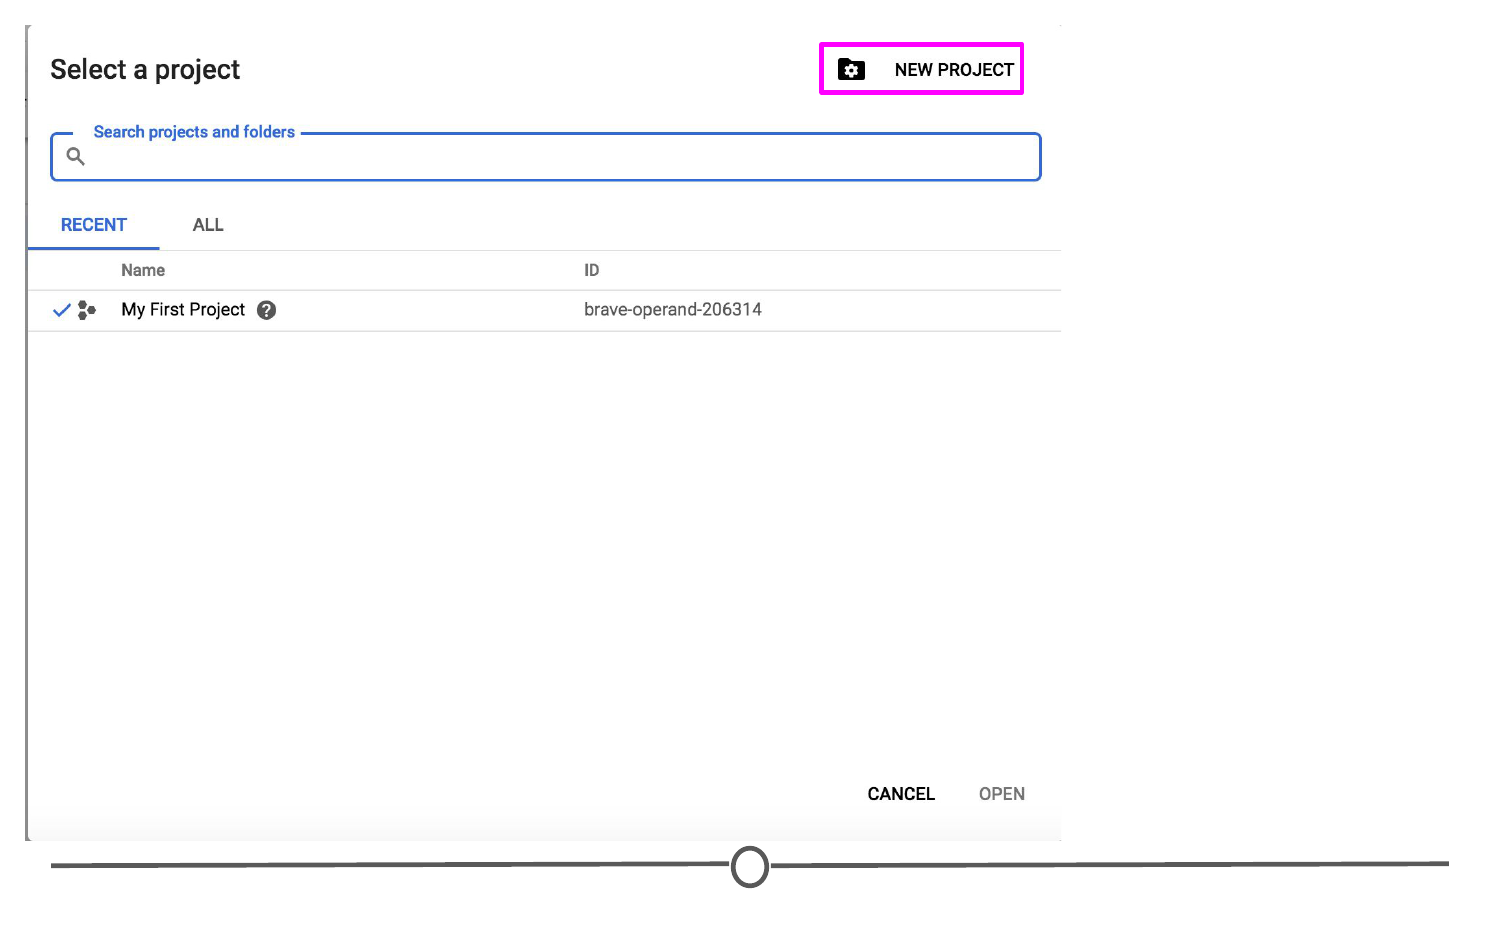 Select a project
NEW PROJECT
Search projects and folders
RECENT ALL
Name ID
My First Project brave-operand-206314
CANCEL OPEN